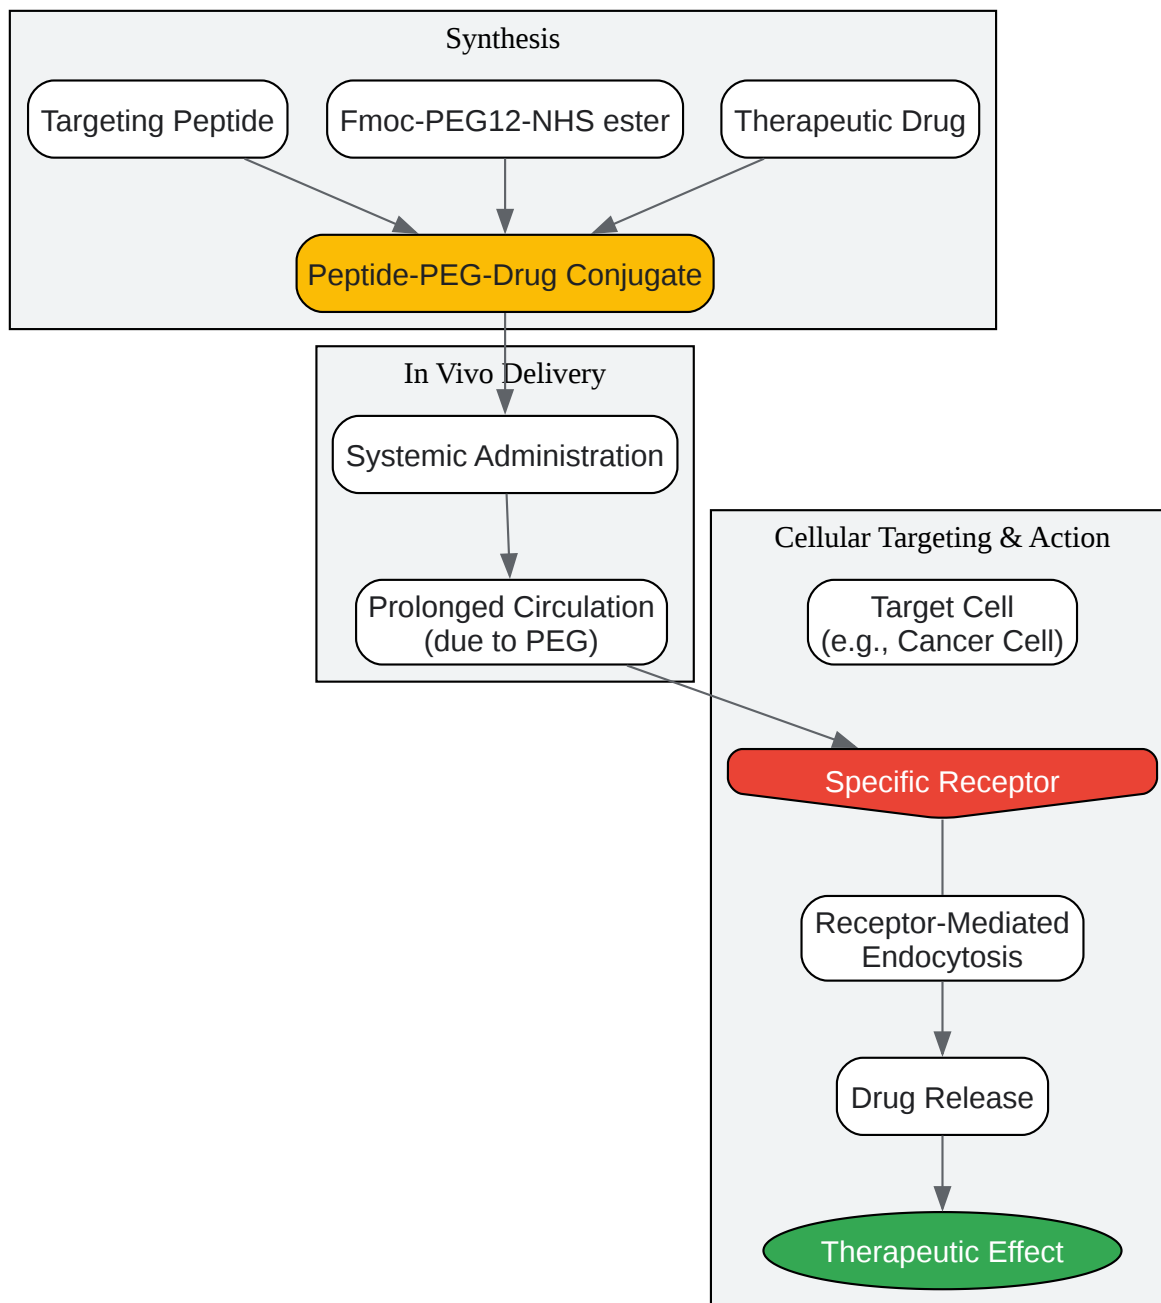 Synthesis
Targeting Peptide
Fmoc-PEG12-NHS ester
Therapeutic Drug
Peptide-PEG-Drug Conjugate
In Vivo Delivery
Systemic Administration
Prolonged Circulation
(due to PEG)
Cellular Targeting & Action
Target Cell
(e.g., Cancer Cell)
Specific Receptor
Receptor-Mediated
Endocytosis
Drug Release
Therapeutic Effect